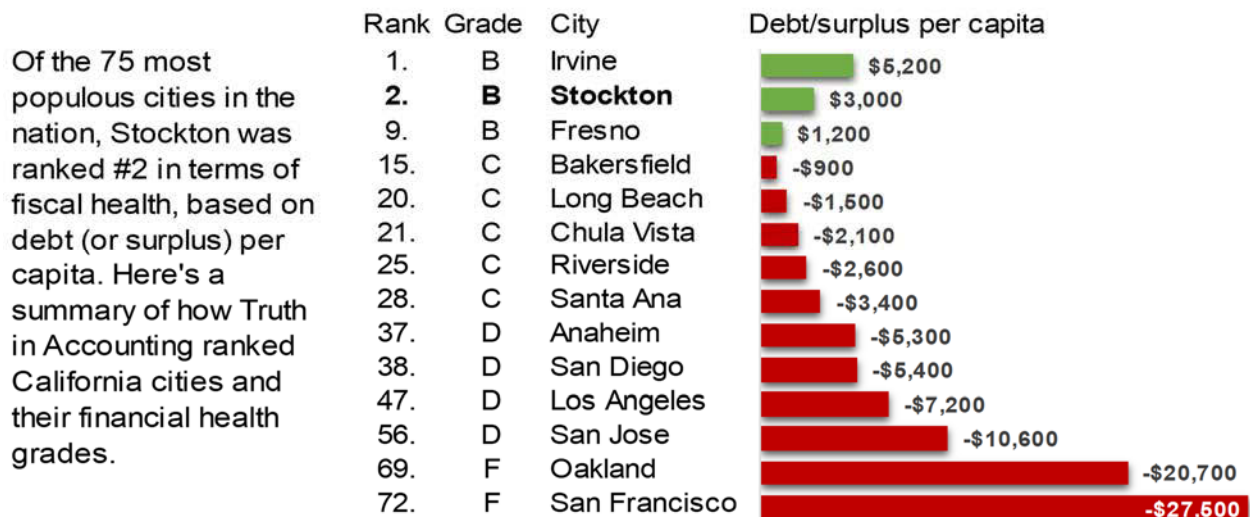 Rank Grade City Debt/surplus per capita
Of the 75 most
populous cities in the
nation, Stockton was
ranked #2 in terms of
fiscal health, based on
debt (or surplus) per
capita. Here's a
summary of how Truth
in Accounting ranked
California cities and
their financial health
grades.
1. B Irvine $5,200
2. B Stockton $3,000
9. B Fresno $1,200
15. C Bakersfield -$900
20. C Long Beach -$1,500
21. C Chula Vista -$2,100
25. C Riverside -$2,600
28. C Santa Ana -$3,400
37. D Anaheim -$5,300
38. D San Diego -$5,400
47. D Los Angeles -$7,200
56. D San Jose -$10,600
69. F Oakland -$20,700
72. F San Francisco -$27,500